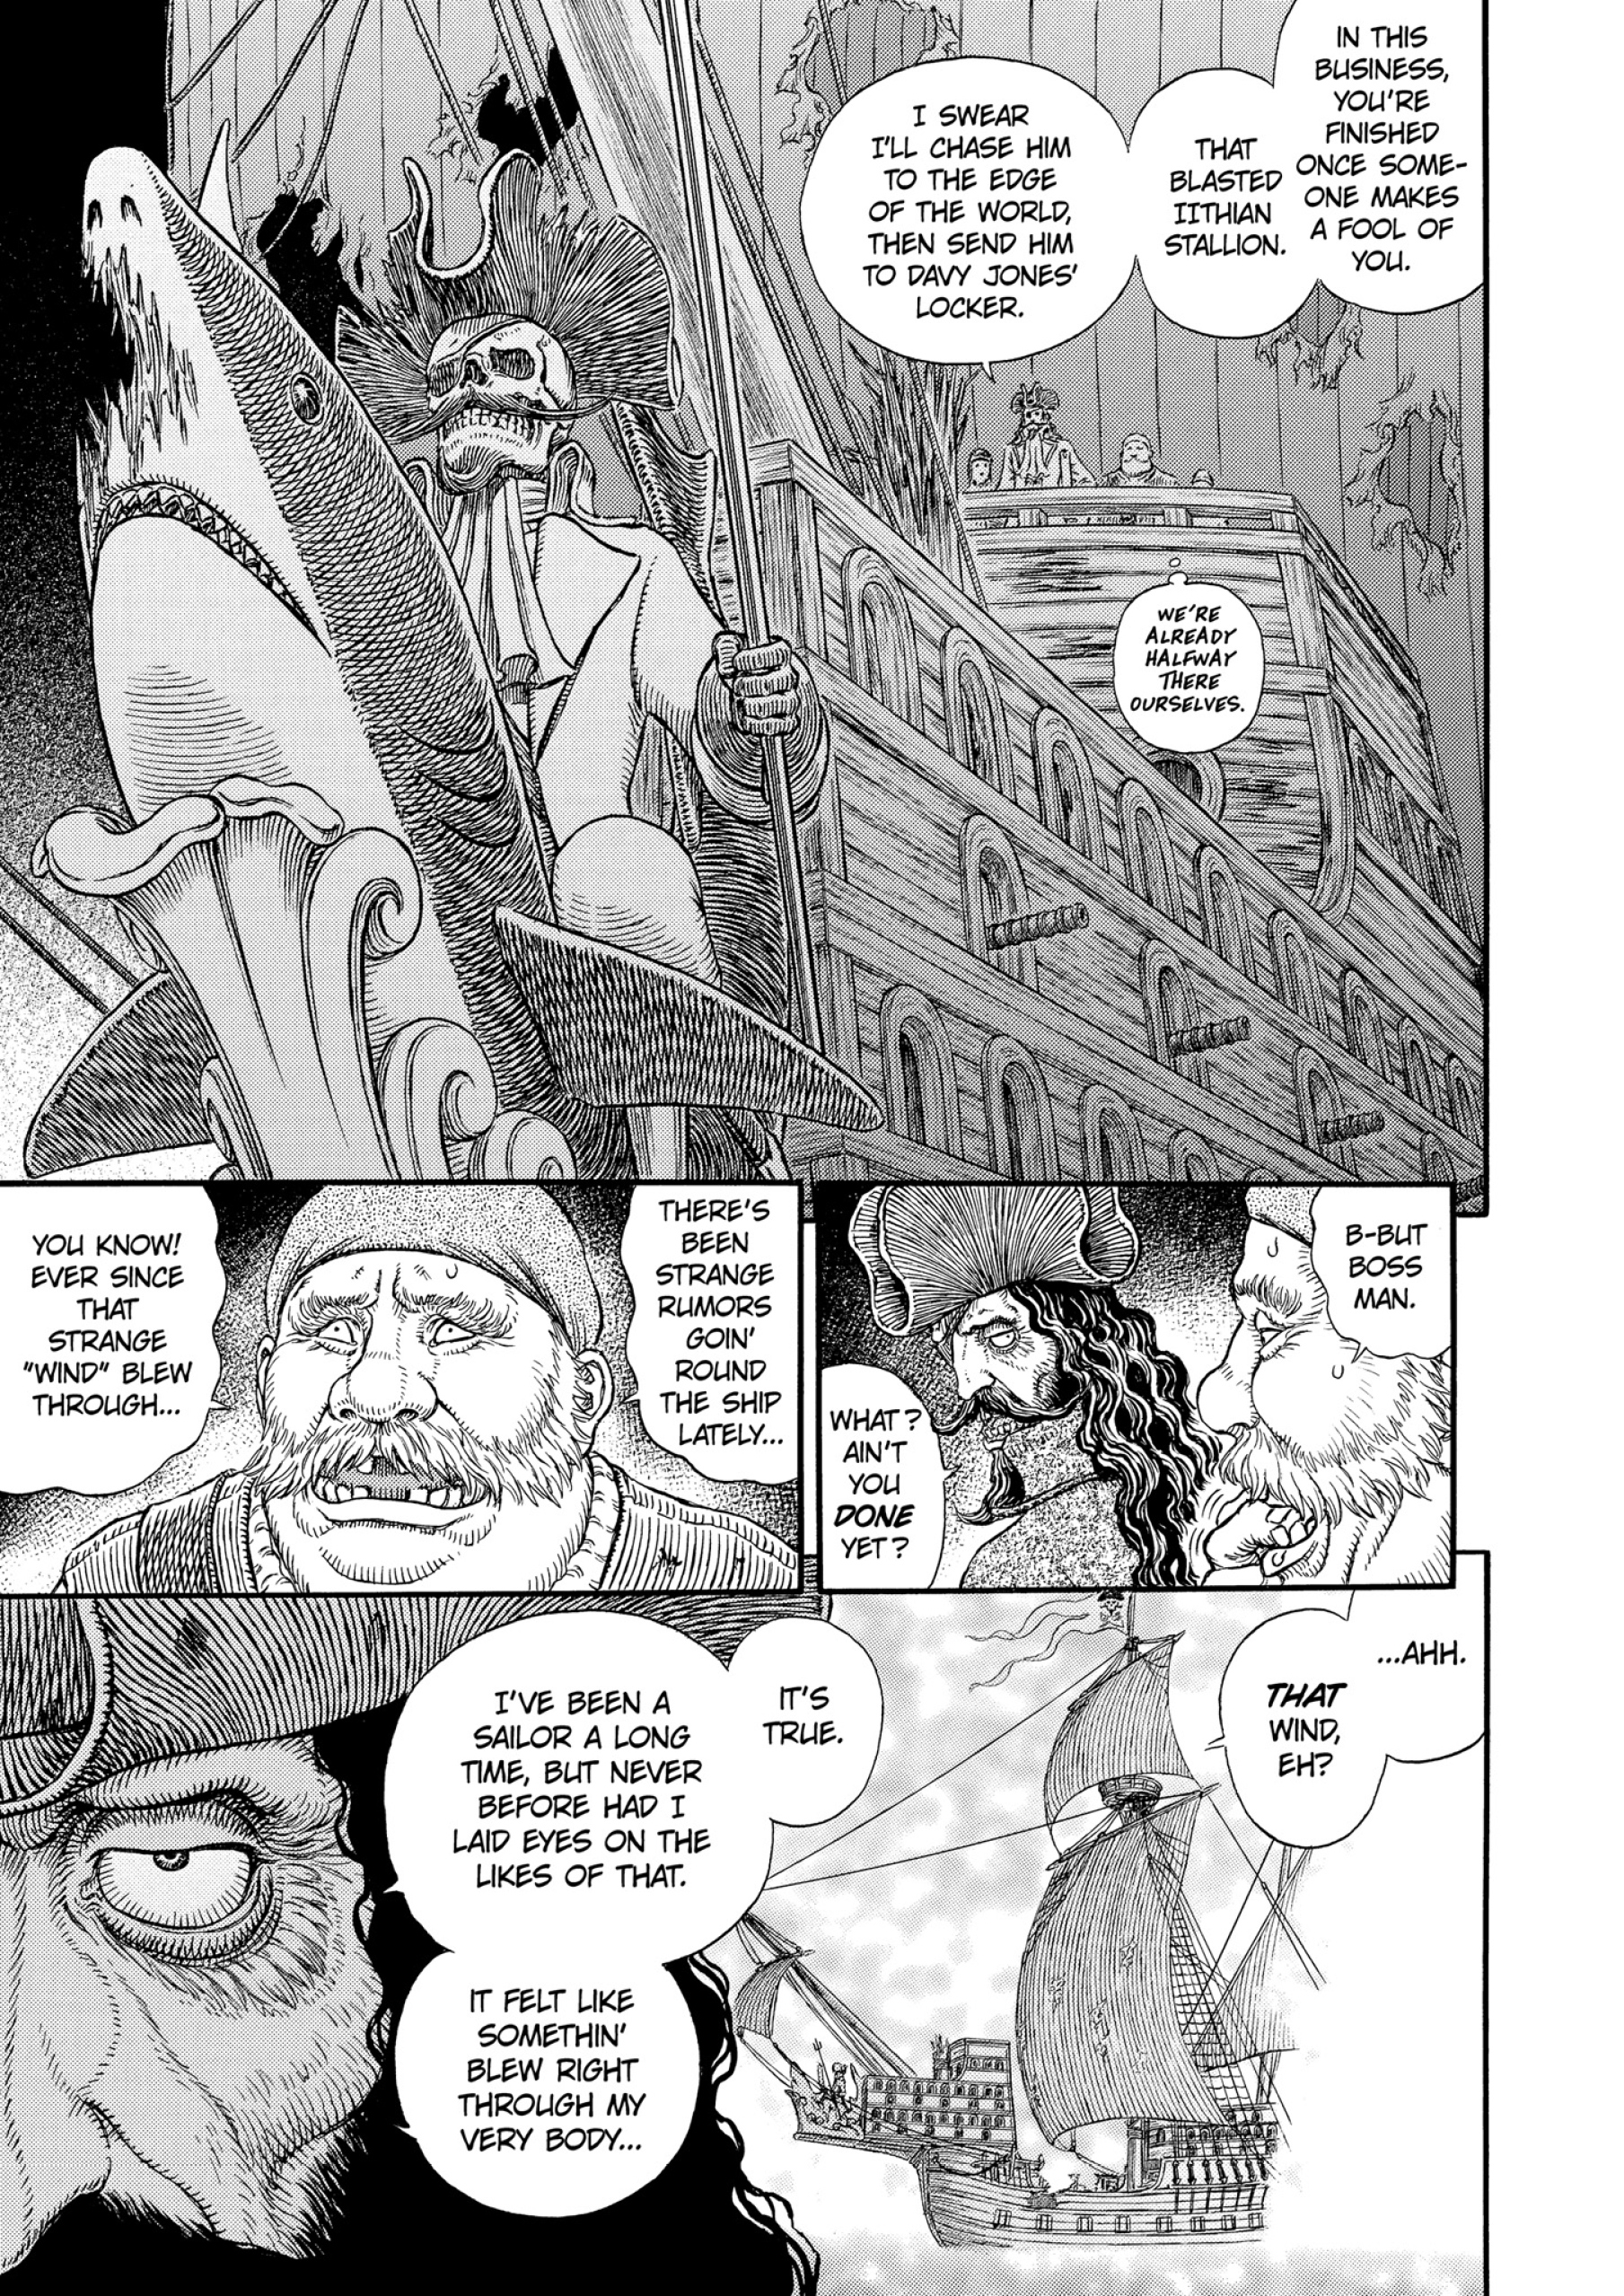 IN THIS
BUSINESS,
YOU'RE
FINISHED
ONCE SOME-
ONE MAKES
A FOOL OF
YOU.
THAT
BLASTED
IITHIAN
STALLION.
I SWEAR
I'LL CHASE HIM
TO THE EDGE
OF THE WORLD,
THEN SEND HIM
TO DAVY JONES'
LOCKER.
WE'RE
ALREADY
HALFWAY
THERE
OURSELVES.
B-BUT
BOSS
MAN.
WHAT?
AIN'T
YOU
DONE
YET?
THERE'S
BEEN
STRANGE
RUMORS
GOIN'
ROUND
THE SHIP
LATELY...
YOU KNOW!
EVER SINCE
THAT
STRANGE
"WIND" BLEW
THROUGH...
...AHH.
THAT
WIND,
EH?
IT'S
TRUE.
I'VE BEEN A
SAILOR A LONG
TIME, BUT NEVER
BEFORE HAD I
LAID EYES ON THE
LIKES OF THAT.
IT FELT LIKE
SOMETHIN'
BLEW RIGHT
THROUGH MY
VERY BODY...